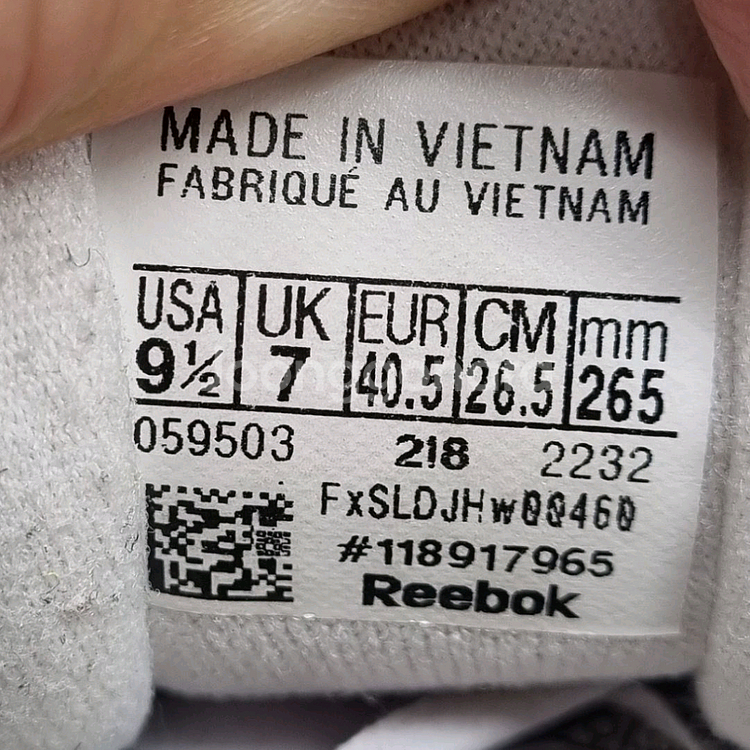 MADE IN VIETNAM
FABRIQUÉ AU VIETNAM
USA UK EUR CM mm
9½ 7 40.5 26.5 265
059503 218 2232
FxSLDJHw00460
#118917965
Reebok